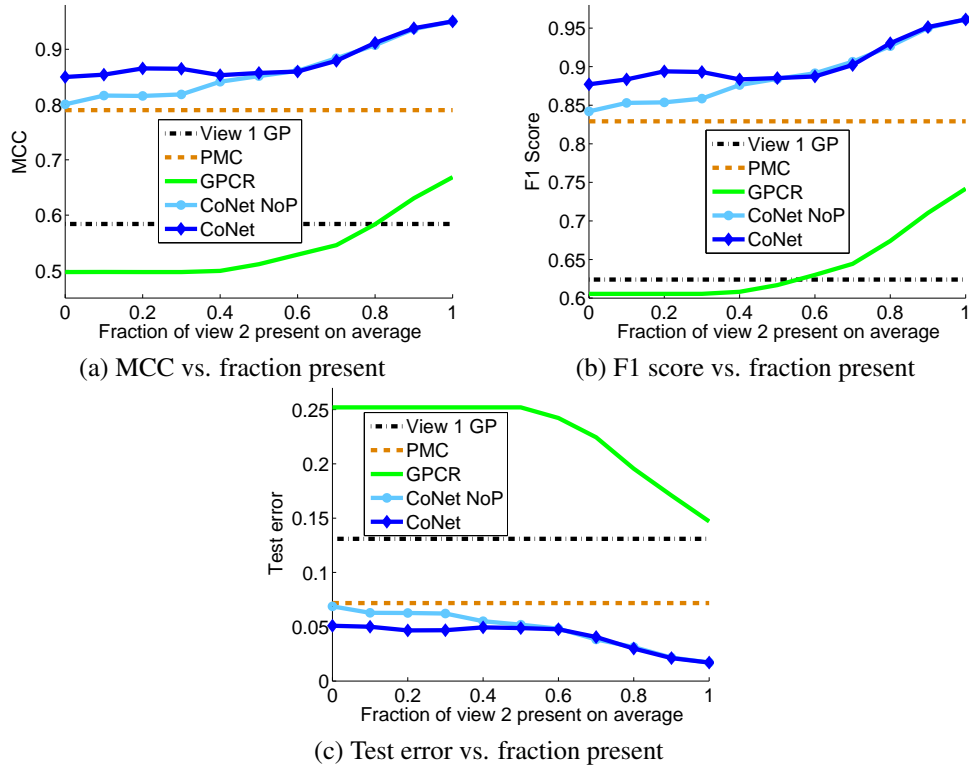 0.9
0.8
0.7
0.6
0.5
MCC
View 1 GP
PMC
GPCR
CoNet NoP
CoNet
0 0.2 0.4 0.6 0.8 1
Fraction of view 2 present on average
(a) MCC vs. fraction present
0.95
0.9
0.85
0.8
0.75
0.7
0.65
0.6
F1 Score
View 1 GP
PMC
GPCR
CoNet NoP
CoNet
0 0.2 0.4 0.6 0.8 1
Fraction of view 2 present on average
(b) F1 score vs. fraction present
0.25
0.2
0.15
0.1
0.05
0
Test error
View 1 GP
PMC
GPCR
CoNet NoP
CoNet
0 0.2 0.4 0.6 0.8 1
Fraction of view 2 present on average
(c) Test error vs. fraction present